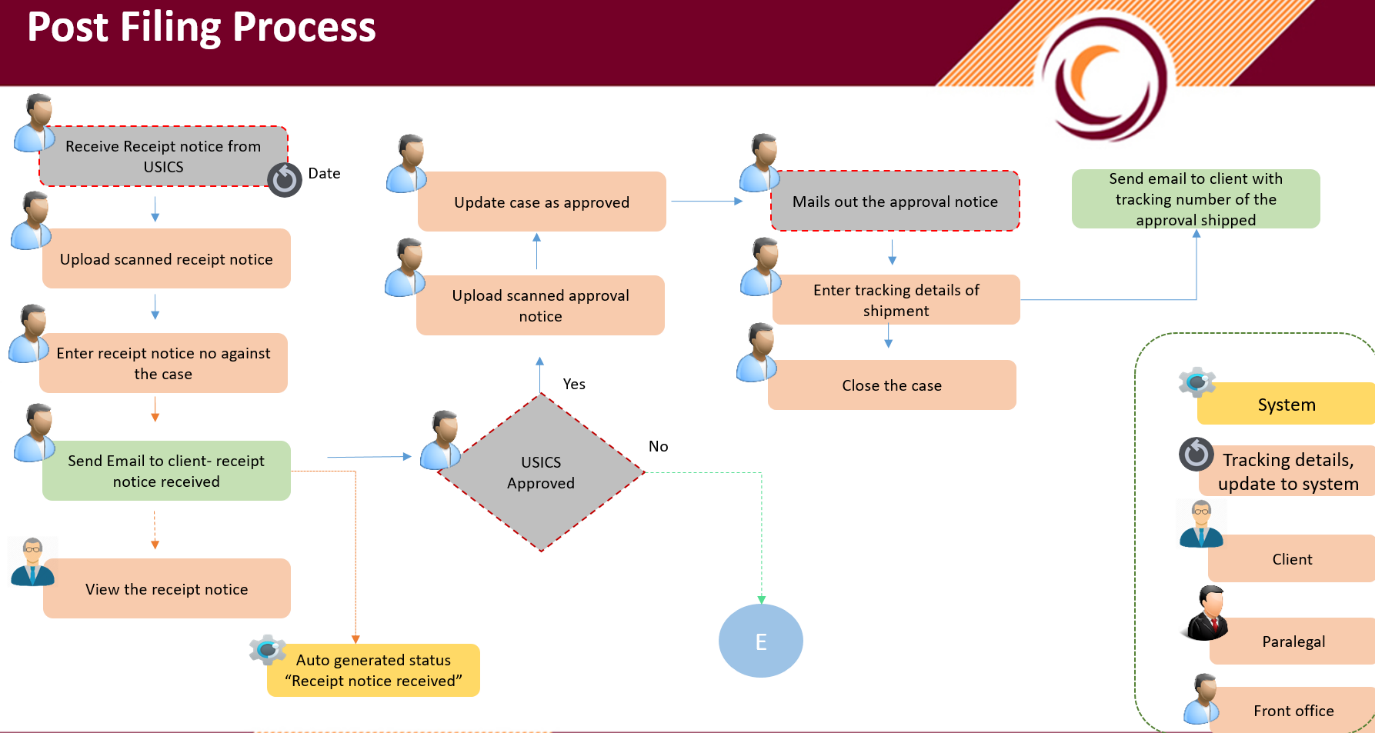 Post Filing Process
Receive Receipt notice from
USICS
Date
Upload scanned receipt notice
Enter receipt notice no against
the case
Send Email to client- receipt
notice received
View the receipt notice
Auto generated status
“Receipt notice received”
USICS
Approved
Yes
No
E
Upload scanned approval
notice
Update case as approved
Mails out the approval notice
Enter tracking details of
shipment
Close the case
Send email to client with
tracking number of the
approval shipped
System
Tracking details,
update to system
Client
Paralegal
Front office